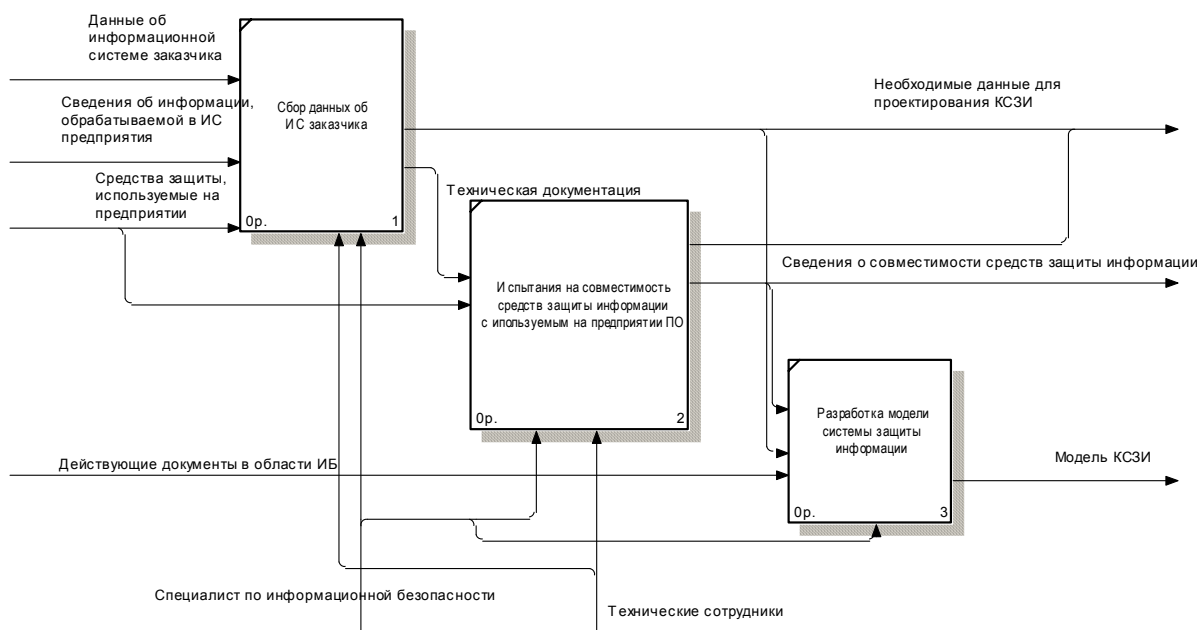 Данные об
информационной
системе заказчика
Сведения об информации,
обрабатываемой в ИС
предприятия
Средства защиты,
используемые на
предприятии
Сбор данных об
ИС заказчика
0р.
1
Необходимые данные для
проектирования КСЗИ
Техническая документация
Испытания на совместимость
средств защиты информации
с ипользуемым на предприятии ПО
0р.
2
Сведения о совместимости средств защиты информации
Разработка модели
системы защиты
информации
0р.
3
Действующие документы в области ИБ
Модель КСЗИ
Специалист по информационной безопасности
Технические сотрудники